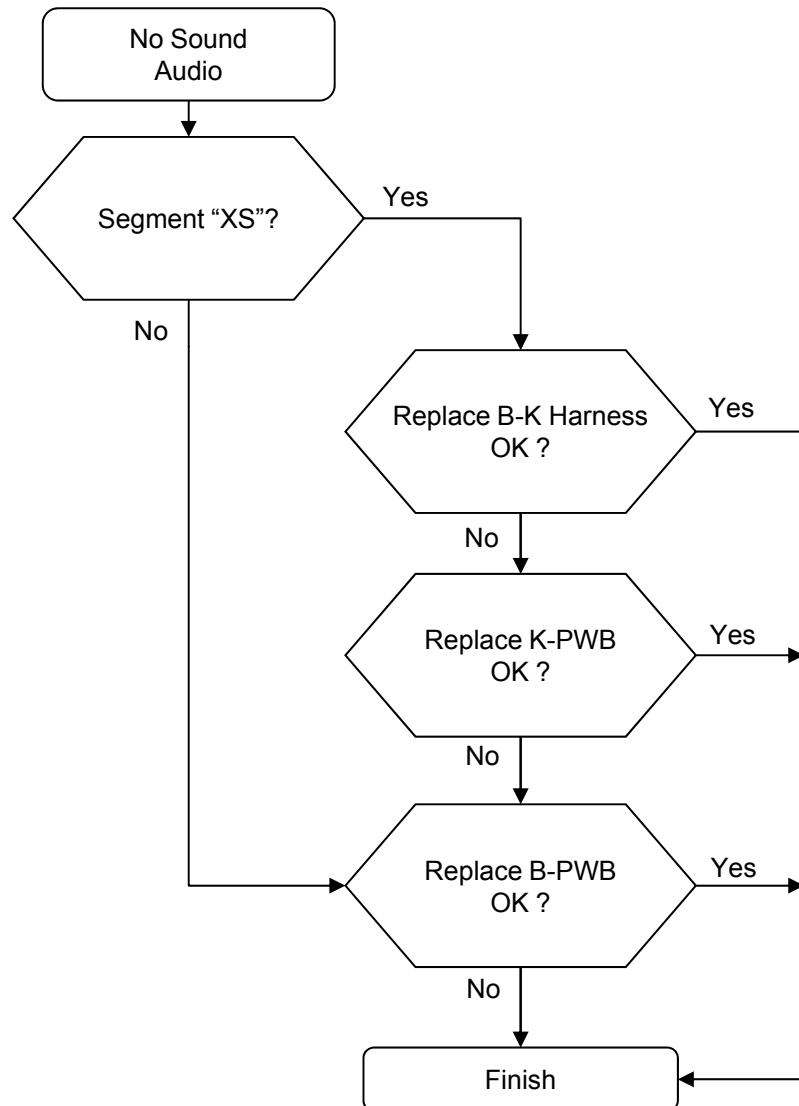 No Sound
Audio
Segment “XS”?
Yes
No
Replace B-K Harness
OK ?
Yes
No
Replace K-PWB
OK ?
Yes
No
Replace B-PWB
OK ?
Yes
No
Finish